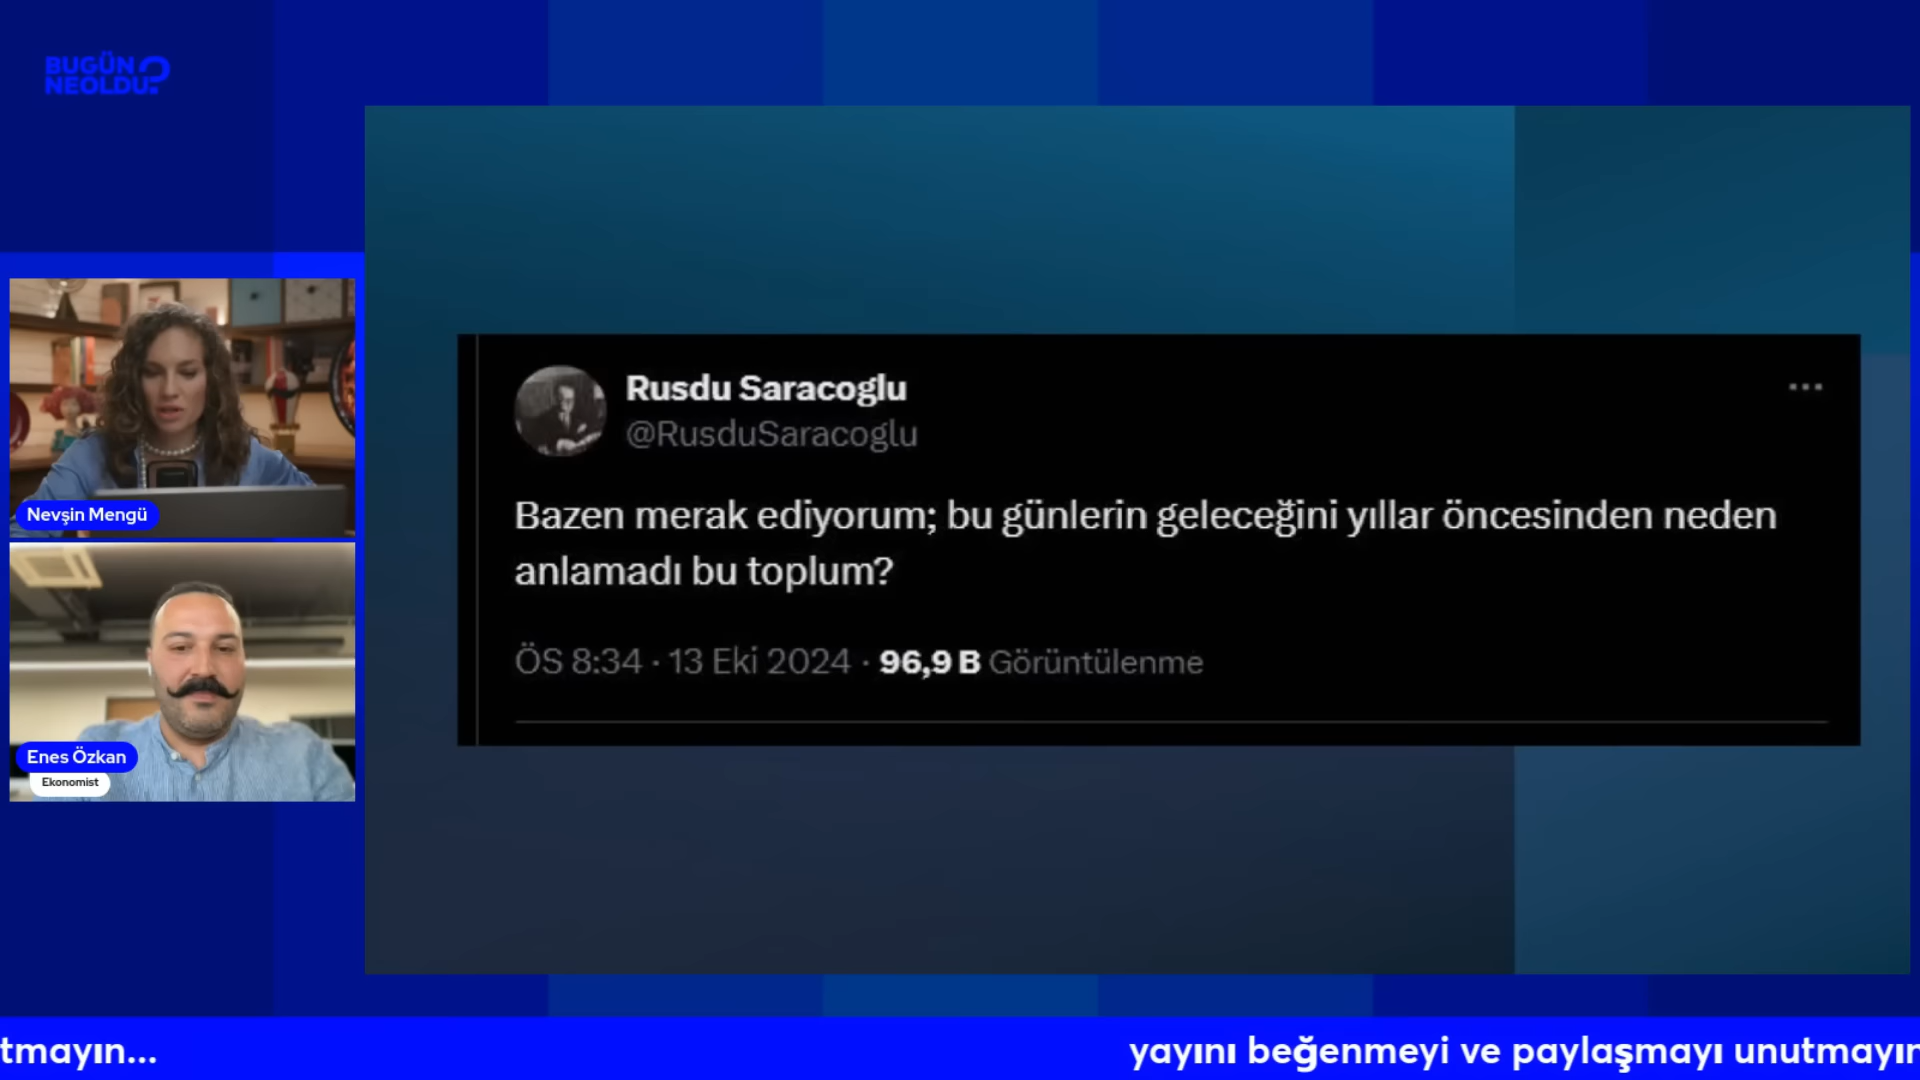 BUGÜN
NEOLDU?
Nevşin Mengü
Enes Özkan
Ekonomist
Rusdu Saracoglu
@RusduSaracoglu
Bazen merak ediyorum; bu günlerin geleceğini yıllar öncesinden neden
anlamadı bu toplum?
ÖS 8:34 · 13 Eki 2024 · 96,9 B Görüntülenme
tmayın...
yayını beğenmeyi ve paylaşmayı unutmayın